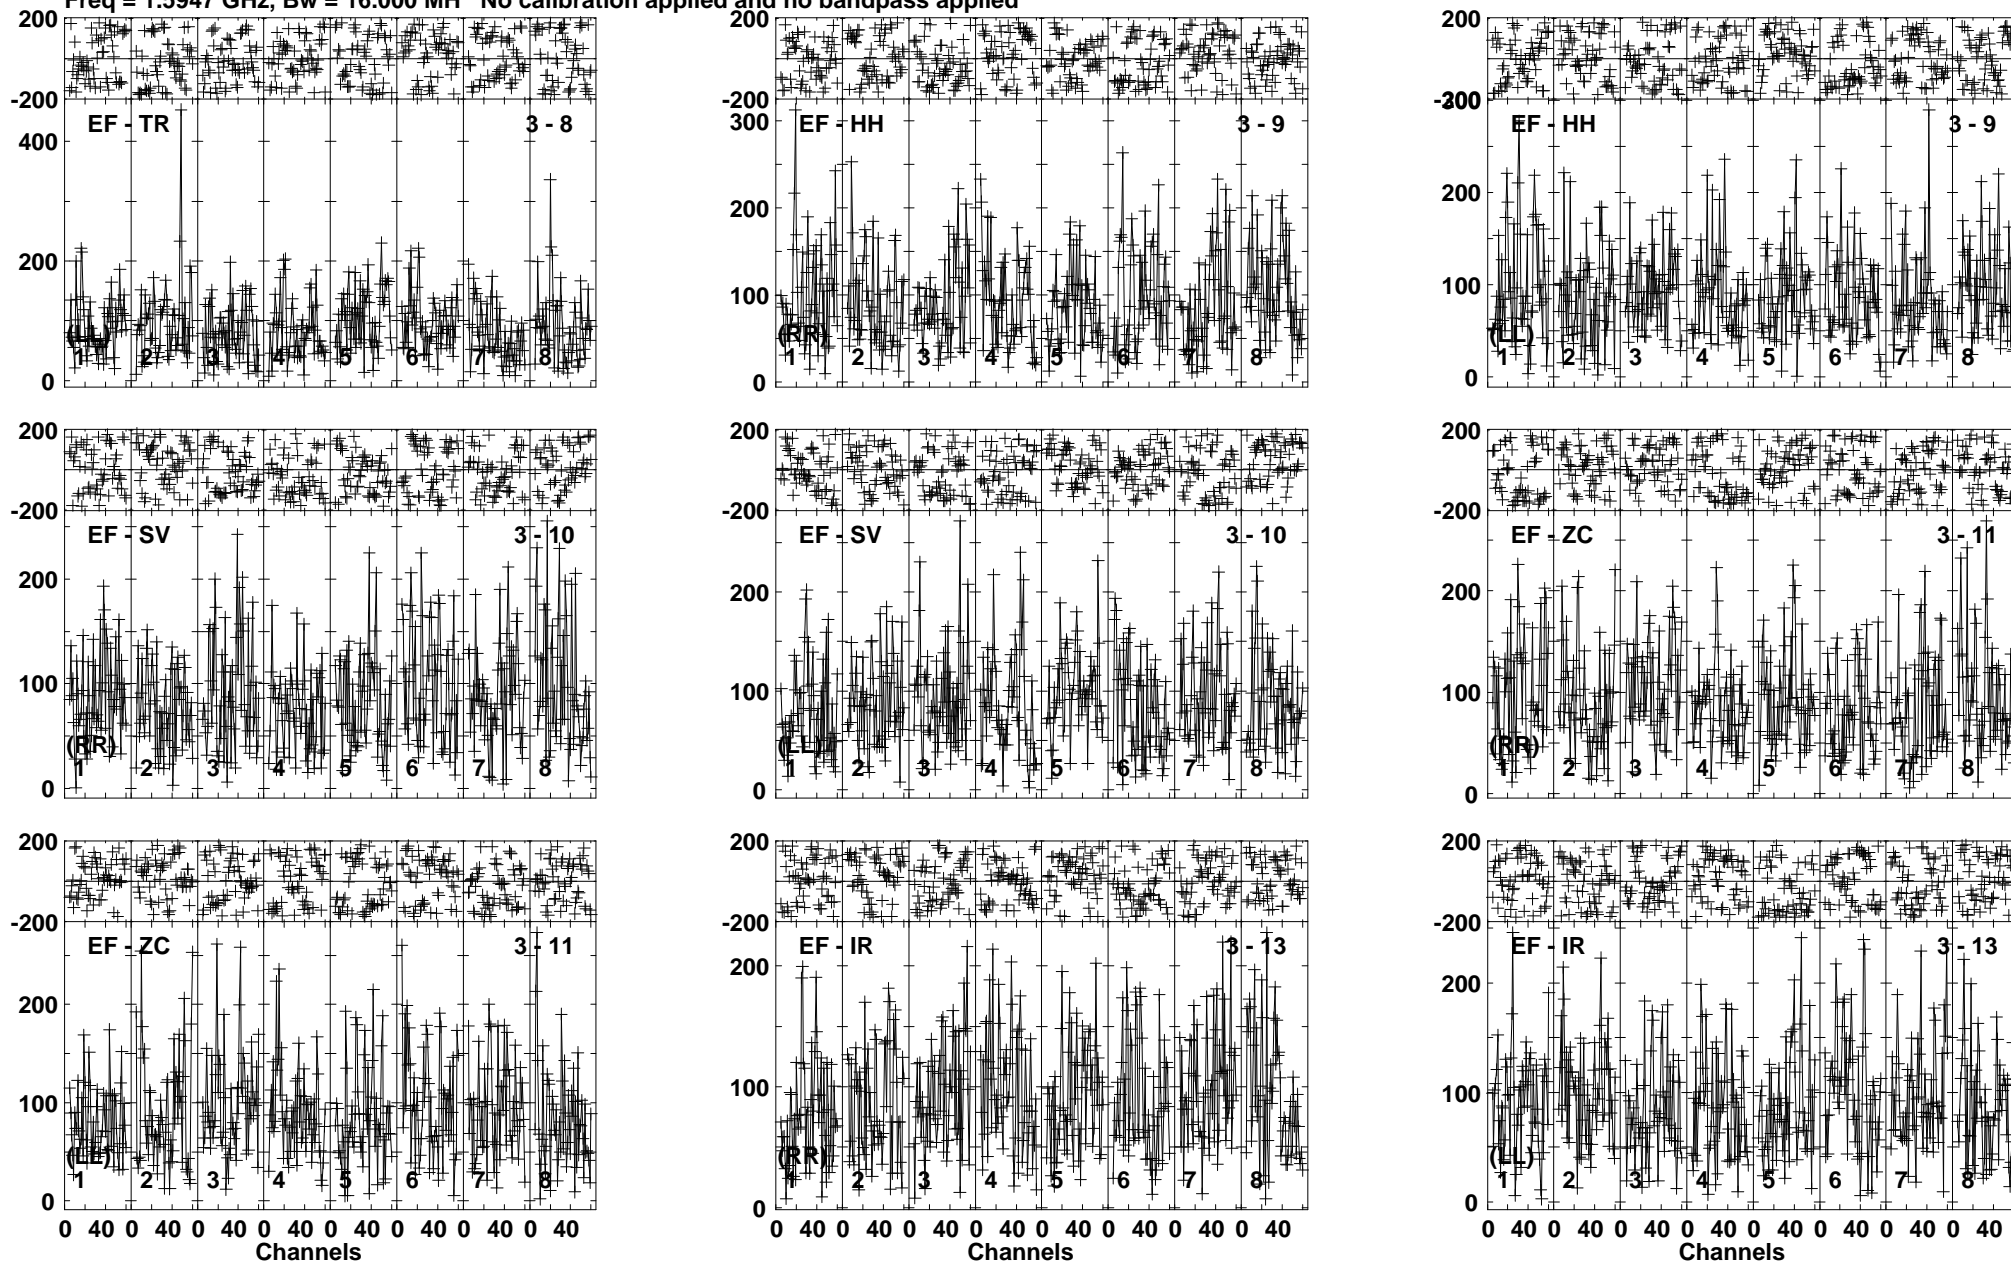 Freq = 1.5947 GHz, Bw = 16.000 MH No calibration applied and no bandpass applied
200 200 200
-200 -200 -200
EF - TR 3 - 8 EF - HH 3 - 9 EF - HH 3 - 9
400 300 300
200 200 200
100 100
(LL) (RR) (LL)
1 2 3 4 5 6 7 8 1 2 3 4 5 6 7 8 1 2 3 4 5 6 7 8
0 0 0
200 200 200
-200 -200 -200
EF - SV 3 - 10 EF - SV 3 - 10 EF - ZC 3 - 11
200 200 200
100 100 100
(RR) (LL) (RR)
1 2 3 4 5 6 7 8 1 2 3 4 5 6 7 8 1 2 3 4 5 6 7 8
0 0 0
200 200 200
-200 -200 -200
EF - ZC 3 - 11 EF - IR 3 - 13 EF - IR 3 - 13
200 200 200
100 100 100
(LL) (RR) (LL)
1 2 3 4 5 6 7 8 1 2 3 4 5 6 7 8 1 2 3 4 5 6 7 8
0 0 0
0 40 0 40 0 40 0 40 0 40 0 40 0 40 0 40 0 40 0 40 0 40 0 40 0 40 0 40 0 40 0 40 0 40 0 40 0 40 0 40 0 40 0 40 0 40 0 40
Channels Channels Channels